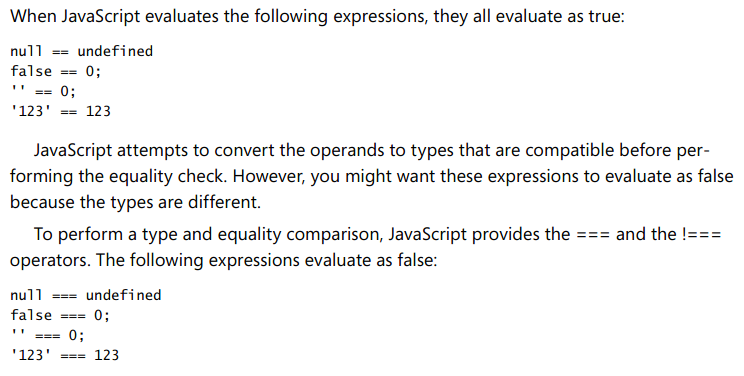 When JavaScript evaluates the following expressions, they all evaluate as true:
null == undefined
false == 0;
'' == 0;
'123' == 123
JavaScript attempts to convert the operands to types that are compatible before per-
forming the equality check. However, you might want these expressions to evaluate as false
because the types are different.
To perform a type and equality comparison, JavaScript provides the === and the !===
operators. The following expressions evaluate as false:
null === undefined
false === 0;
'' === 0;
'123' === 123